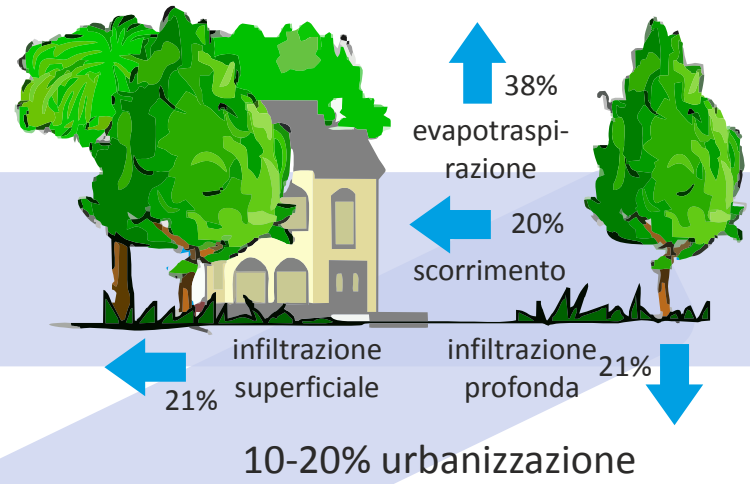 38%
evapotraspi-
razione
20%
scorrimento
infiltrazione
superficiale
21%
infiltrazione
profonda
21%
10-20% urbanizzazione